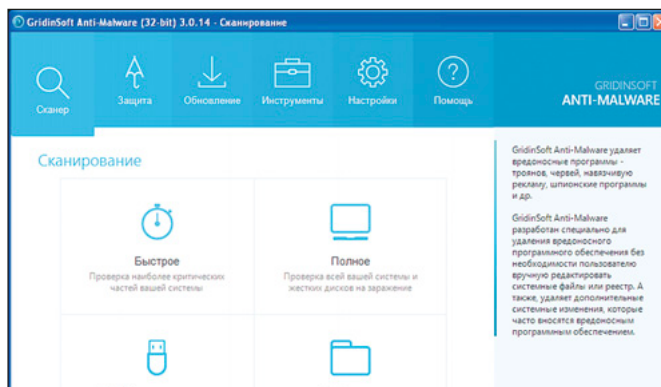 GridinSoft Anti-Malware (32-bit) 3.0.14 - Сканирование
Сканер
Защита
Обновление
Инструменты
Настройки
Помощь
GRIDINSOFT
ANTI-MALWARE
Сканирование
Быстрое
Проверка наиболее критических
частей вашей системы
Полное
Проверка всей вашей системы и
жестких дисков на заражение
GridinSoft Anti-Malware удаляет
вредоносные программы -
троянов, червей, навязчивую
рекламу, шпионские программы
и др.
GridinSoft Anti-Malware
разработан специально для
удаления вредоносного
программного обеспечения без
необходимости пользователю
вручную редактировать
системные файлы или реестр. А
также, удаляет дополнительные
системные изменения, которые
часто вносятся вредоносным
программным обеспечением.